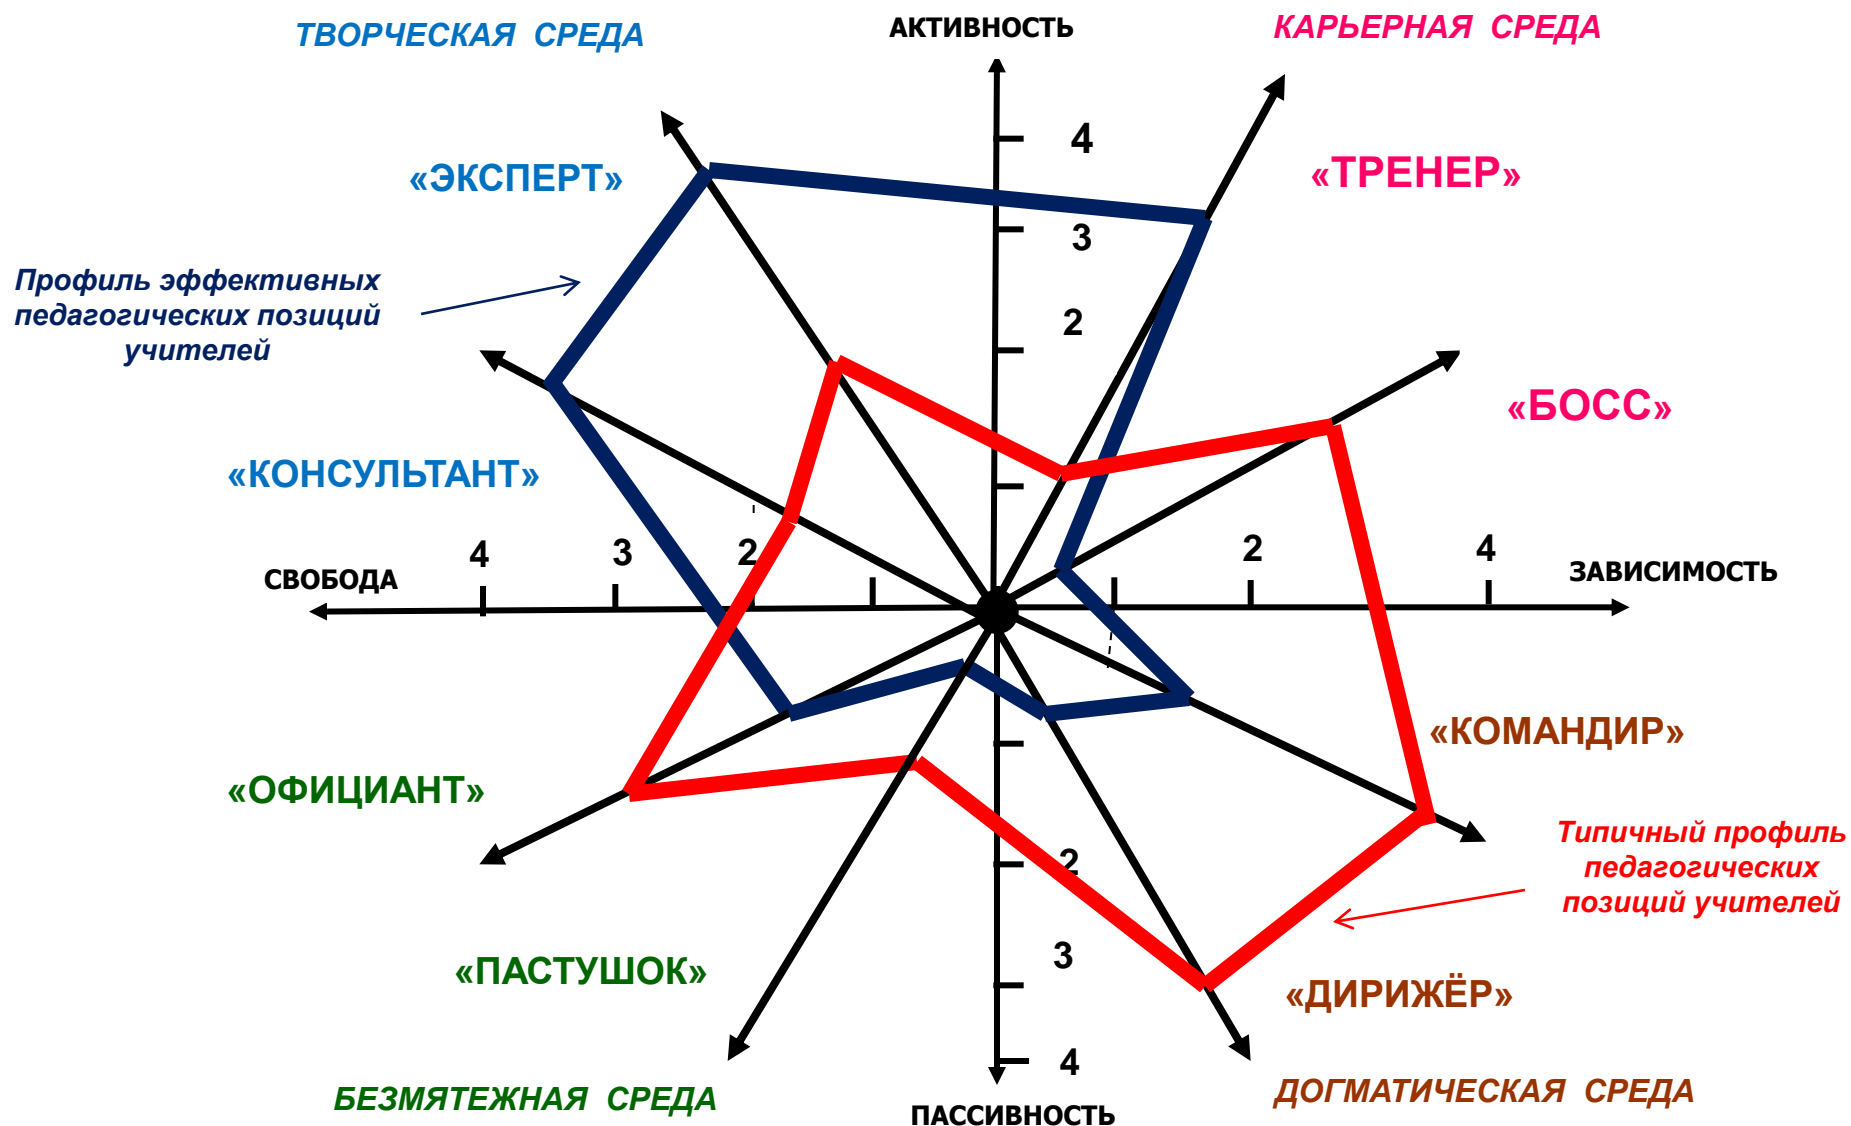 ТВОРЧЕСКАЯ СРЕДА
АКТИВНОСТЬ
КАРЬЕРНАЯ СРЕДА
4
«ЭКСПЕРТ»
«ТРЕНЕР»
3
Профиль эффективных
педагогических позиций
учителей
2
«БОСС»
«КОНСУЛЬТАНТ»
4
3
2
2
4
СВОБОДА
ЗАВИСИМОСТЬ
«КОМАНДИР»
«ОФИЦИАНТ»
Типичный профиль
педагогических
позиций учителей
2
3
«ПАСТУШОК»
«ДИРИЖЁР»
4
БЕЗМЯТЕЖНАЯ СРЕДА
ПАССИВНОСТЬ
ДОГМАТИЧЕСКАЯ СРЕДА